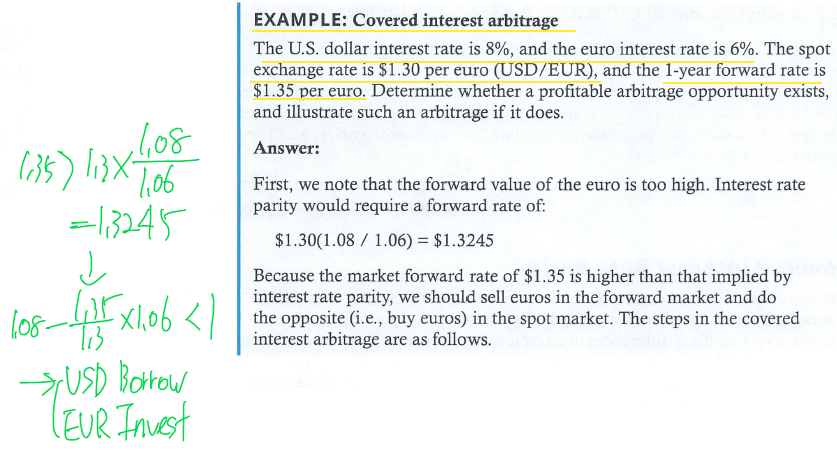 EXAMPLE: Covered interest arbitrage
The U.S. dollar interest rate is 8%, and the euro interest rate is 6%. The spot
exchange rate is $1.30 per euro (USD/EUR), and the 1-year forward rate is
$1.35 per euro. Determine whether a profitable arbitrage opportunity exists,
and illustrate such an arbitrage if it does.
Answer:
First, we note that the forward value of the euro is too high. Interest rate
parity would require a forward rate of:
$1.30(1.08 / 1.06) = $1.3245
Because the market forward rate of $1.35 is higher than that implied by
interest rate parity, we should sell euros in the forward market and do
the opposite (i.e., buy euros) in the spot market. The steps in the covered
interest arbitrage are as follows.
1.35 > 1.3 × 1.08/1.06
= 1.3245
↓
1.08 - 1.35/1.3 × 1.06 < 1
→ USD Borrow
EUR Invest